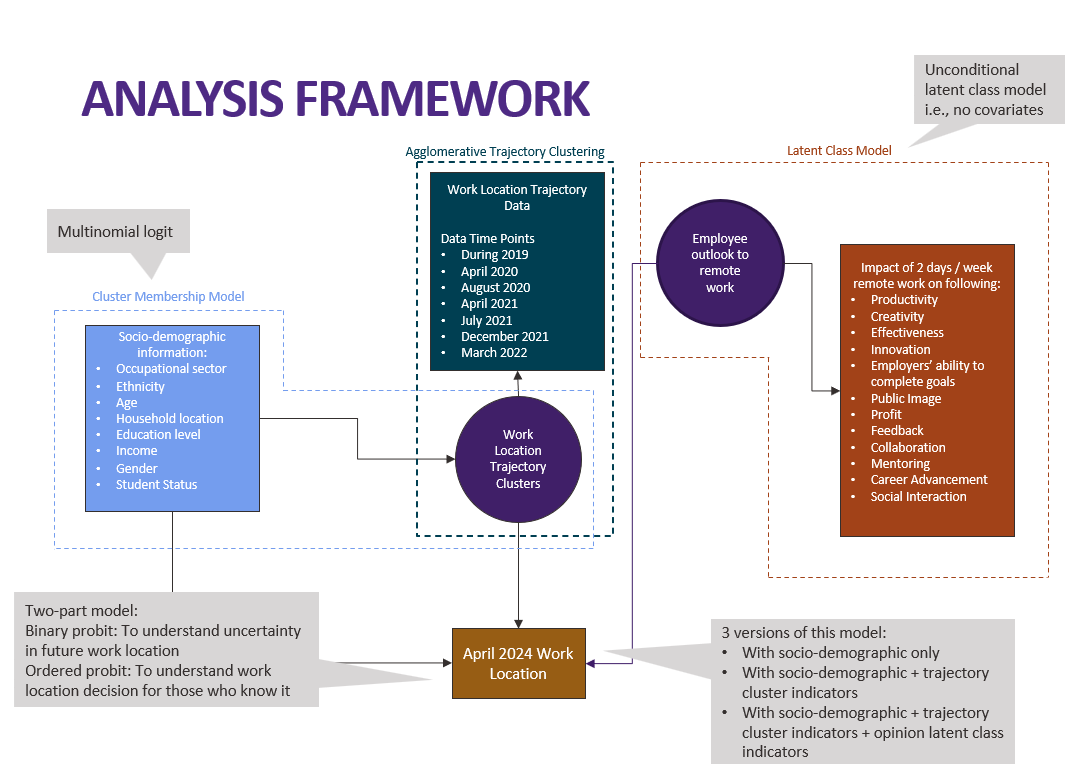 ANALYSIS FRAMEWORK
Unconditional
latent class model
i.e., no covariates
Agglomerative Trajectory Clustering
Latent Class Model
Multinomial logit
Cluster Membership Model
Work Location Trajectory
Data
Data Time Points
• During 2019
• April 2020
• August 2020
• April 2021
• July 2021
• December 2021
• March 2022
Employee
outlook to
remote
work
Impact of 2 days / week
remote work on following:
• Productivity
• Creativity
• Effectiveness
• Innovation
• Employers' ability to
complete goals
• Public Image
• Profit
• Feedback
• Collaboration
• Mentoring
• Career Advancement
• Social Interaction
Socio-demographic
information:
• Occupational sector
• Ethnicity
• Age
• Household location
• Education level
• Income
• Gender
• Student Status
Work
Location
Trajectory
Clusters
Two-part model:
Binary probit: To understand uncertainty
in future work location
Ordered probit: To understand work
location decision for those who know it
April 2024 Work
Location
3 versions of this model:
• With socio-demographic only
• With socio-demographic + trajectory
cluster indicators
• With socio-demographic + trajectory
cluster indicators + opinion latent class
indicators